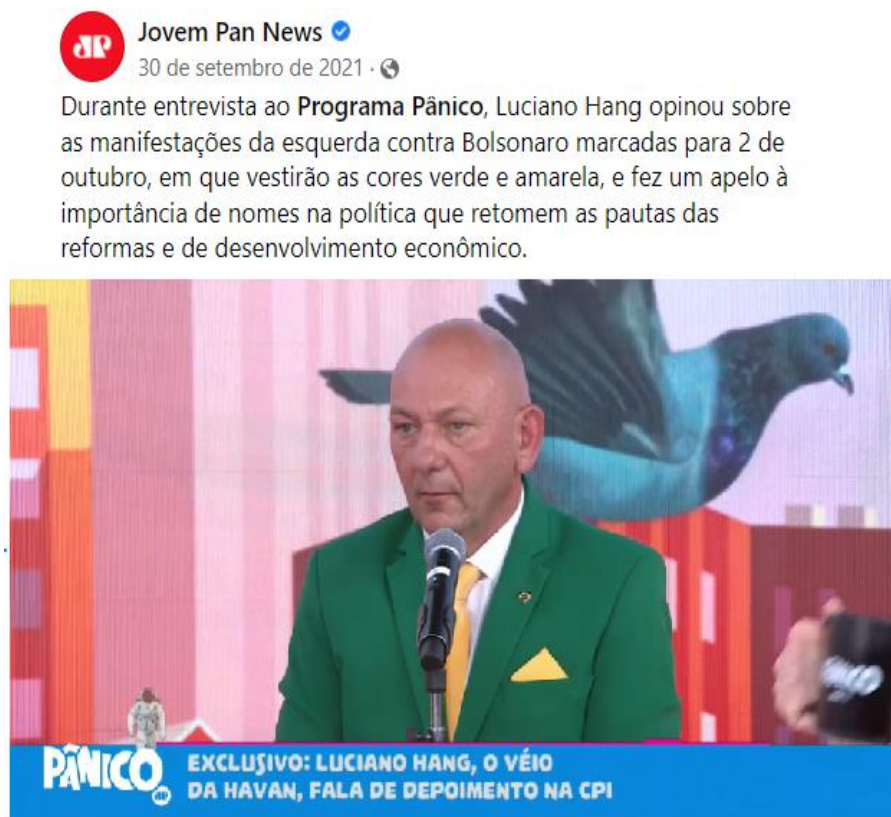 JP Jovem Pan News
30 de setembro de 2021 ·
Durante entrevista ao Programa Pânico, Luciano Hang opinou sobre
as manifestações da esquerda contra Bolsonaro marcadas para 2 de
outubro, em que vestirão as cores verde e amarela, e fez um apelo à
importância de nomes na política que retomem as pautas das
reformas e de desenvolvimento econômico.
PÂNICO JP
EXCLUSIVO: LUCIANO HANG, O VÉIO
DA HAVAN, FALA DE DEPOIMENTO NA CPI